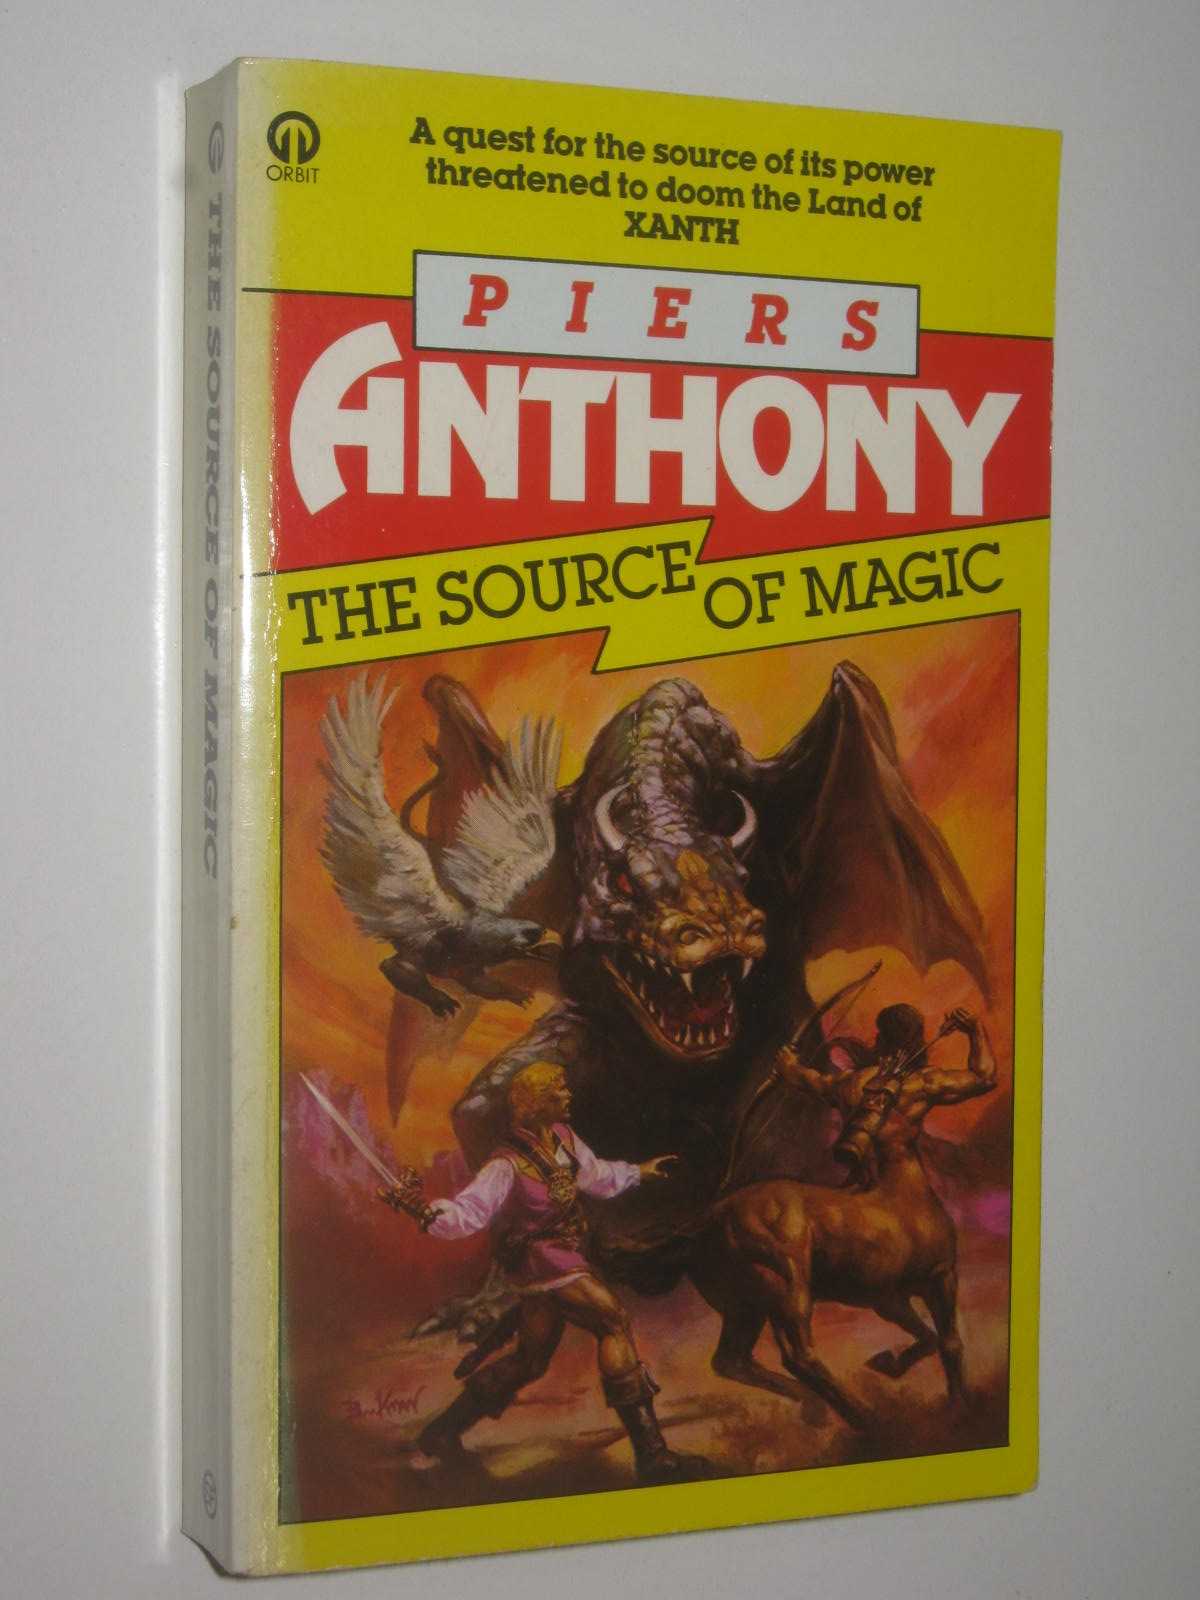 ORBIT
A quest for the source of its power
threatened to doom the Land of
XANTH
PIERS
ANTHONY
THE SOURCE
OF MAGIC
THE SOURCE OF MAGIC